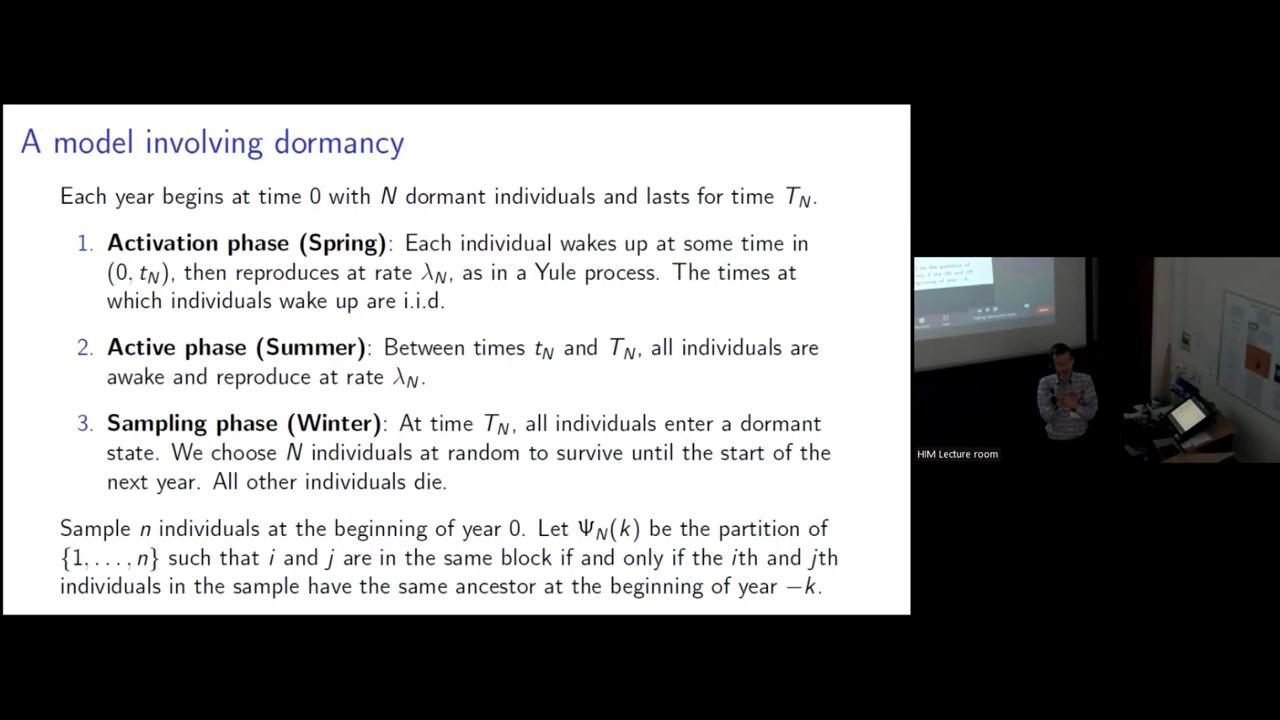 A model involving dormancy
Each year begins at time 0 with N dormant individuals and lasts for time T_N.
1. Activation phase (Spring): Each individual wakes up at some time in
(0, t_N), then reproduces at rate λ_N, as in a Yule process. The times at
which individuals wake up are i.i.d.
2. Active phase (Summer): Between times t_N and T_N, all individuals are
awake and reproduce at rate λ_N.
3. Sampling phase (Winter): At time T_N, all individuals enter a dormant
state. We choose N individuals at random to survive until the start of the
next year. All other individuals die.
Sample n individuals at the beginning of year 0. Let Ψ_N(k) be the partition of
{1, . . . , n} such that i and j are in the same block if and only if the ith and jth
individuals in the sample have the same ancestor at the beginning of year −k.
HIM Lecture room